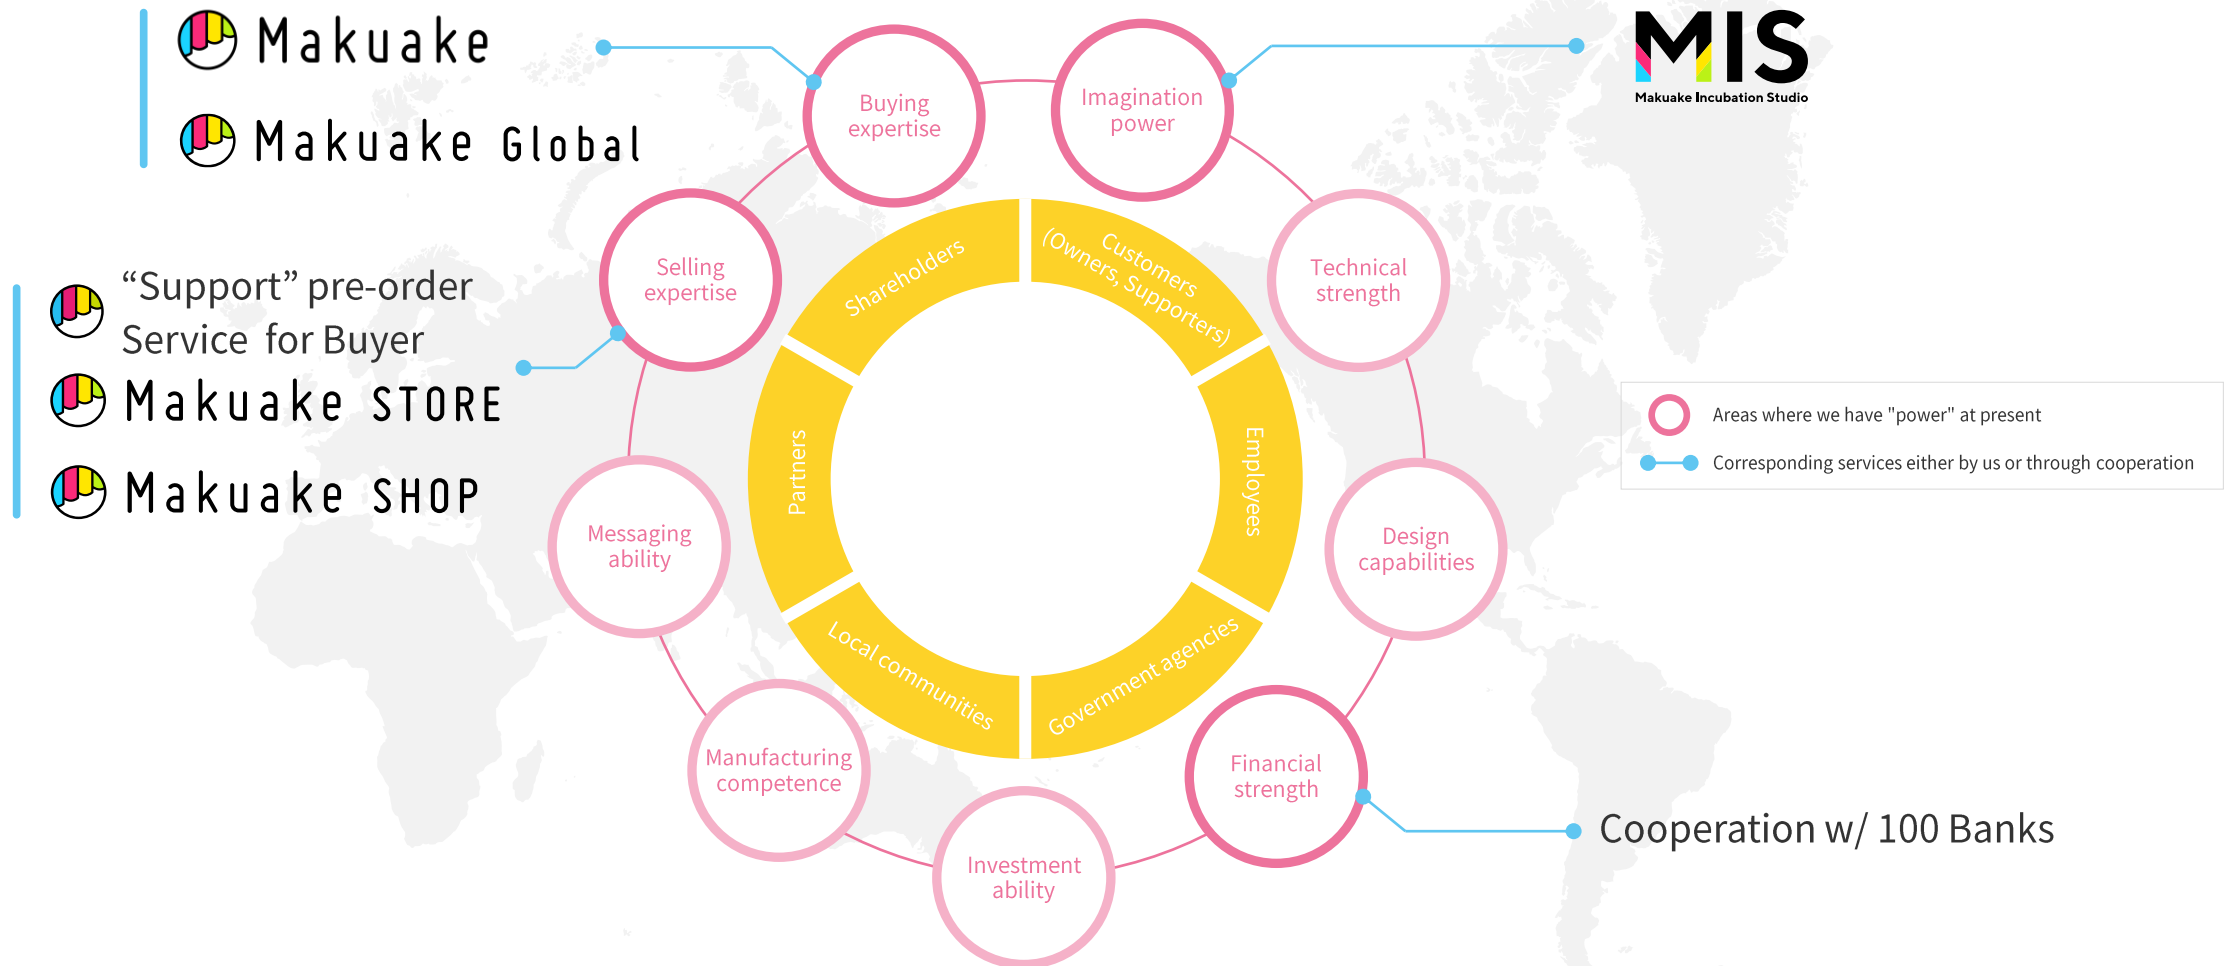 Makuake
Makuake Global
“Support” pre-order
Service for Buyer
Makuake STORE
Makuake SHOP
MIS
Makuake Incubation Studio
Buying
expertise
Imagination
power
Selling
expertise
Technical
strength
Messaging
ability
Design
capabilities
Manufacturing
competence
Financial
strength
Investment
ability
Shareholders
Customers
(Owners, Supporters)
Partners
Employees
Local communities
Government agencies
Areas where we have "power" at present
Corresponding services either by us or through cooperation
Cooperation w/ 100 Banks